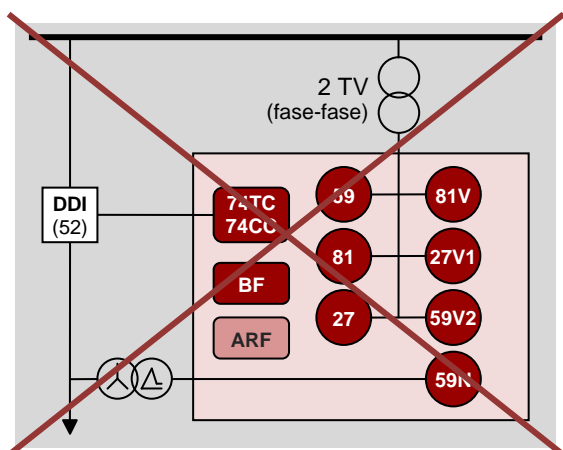 2 TV
(fase-fase)
DDI
(52)
74TC
74CC
59
81V
81
27V1
BF
27
59V2
ARF
59N